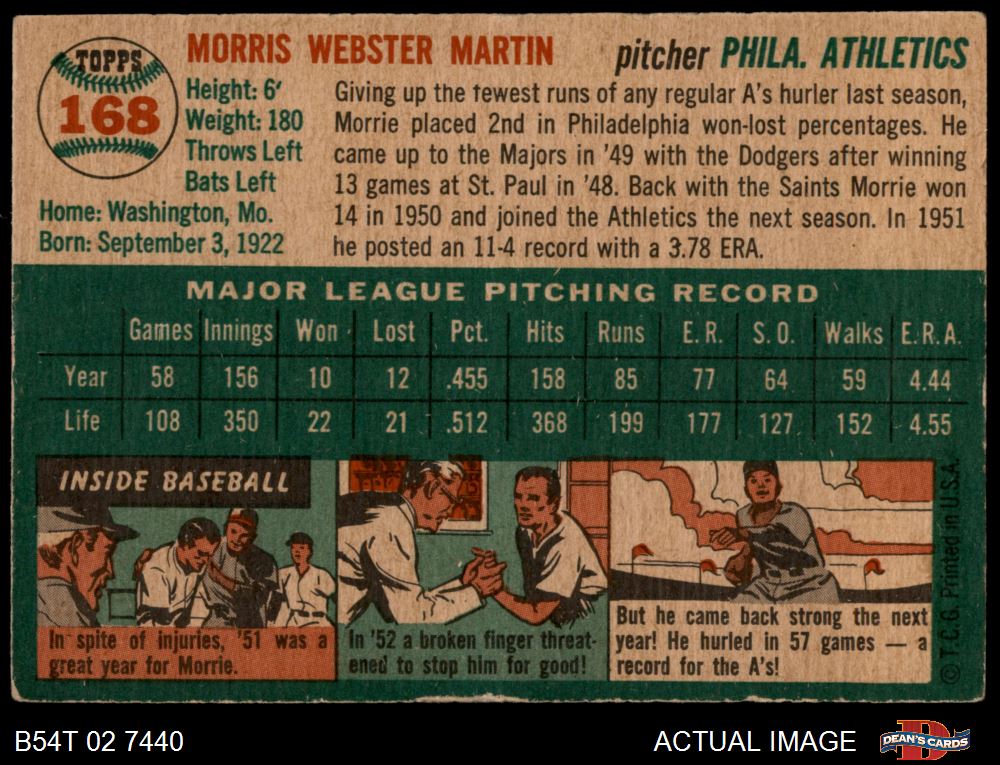 TOPPS
168
MORRIS WEBSTER MARTIN
pitcher PHILA. ATHLETICS
Height: 6'
Weight: 180
Throws Left
Bats Left
Home: Washington, Mo.
Born: September 3, 1922
Giving up the fewest runs of any regular A's hurler last season,
Morrie placed 2nd in Philadelphia won-lost percentages. He
came up to the Majors in '49 with the Dodgers after winning
13 games at St. Paul in '48. Back with the Saints Morrie won
14 in 1950 and joined the Athletics the next season. In 1951
he posted an 11-4 record with a 3.78 ERA.
MAJOR LEAGUE PITCHING RECORD
Games Innings Won Lost Pct. Hits Runs E.R. S.O. Walks E.R.A.
Year 58 156 10 12 .455 158 85 77 64 59 4.44
Life 108 350 22 21 .512 368 199 177 127 152 4.55
INSIDE BASEBALL
In spite of injuries, '51 was a
great year for Morrie.
In '52 a broken finger threat-
ened to stop him for good!
But he came back strong the next
year! He hurled in 57 games — a
record for the A's!
© T.C.G. Printed in U.S.A.
B54T 02 7440
ACTUAL IMAGE
D
DEAN'S CARDS